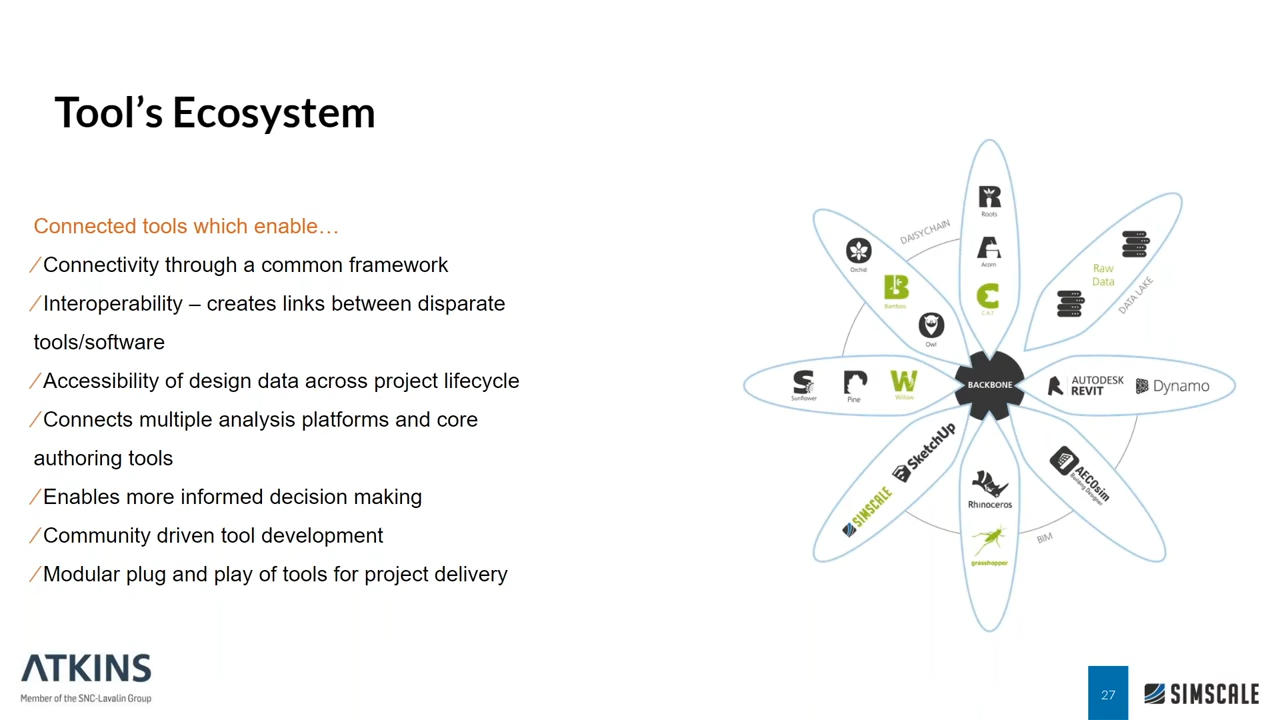 Tool’s Ecosystem
Connected tools which enable…
/Connectivity through a common framework
/Interoperability – creates links between disparate
tools/software
/Accessibility of design data across project lifecycle
/Connects multiple analysis platforms and core
authoring tools
/Enables more informed decision making
/Community driven tool development
/Modular plug and play of tools for project delivery
DAISYCHAIN
Roots
Acorn
C.A.T
Orchid
Bamboo
Owl
Raw
Data
DATA LAKE
Sunflower
Pine
Willow
BACKBONE
AUTODESK
REVIT
Dynamo
SketchUp
SIMSCALE
Rhinoceros
grasshopper
AECOsim
Building Designer
BIM
ATKINS
Member of the SNC-Lavalin Group
27
SIMSCALE